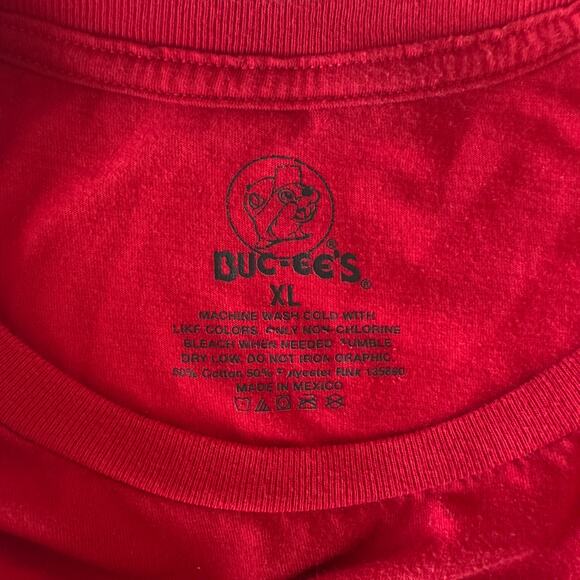 BUC-EE'S®
XL
MACHINE WASH COLD WITH
LIKE COLORS. ONLY NON-CHLORINE
BLEACH WHEN NEEDED. TUMBLE
DRY LOW. DO NOT IRON GRAPHIC.
50% Cotton 50% Polyester RN#
MADE IN MEXICO